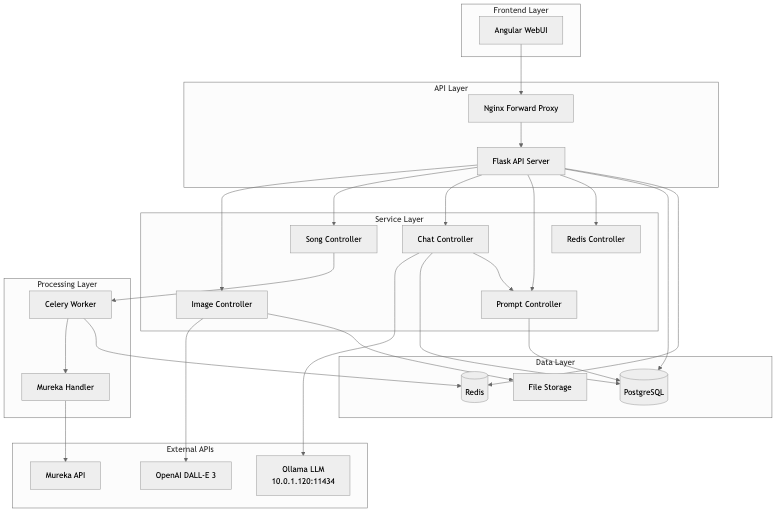 Frontend Layer
Angular WebUI
API Layer
Nginx Forward Proxy
Flask API Server
Service Layer
Song Controller
Chat Controller
Redis Controller
Processing Layer
Celery Worker
Image Controller
Prompt Controller
Data Layer
Mureka Handler
Redis
File Storage
PostgreSQL
External APIs
Mureka API
OpenAI DALL-E 3
Ollama LLM
10.0.1.120:11434